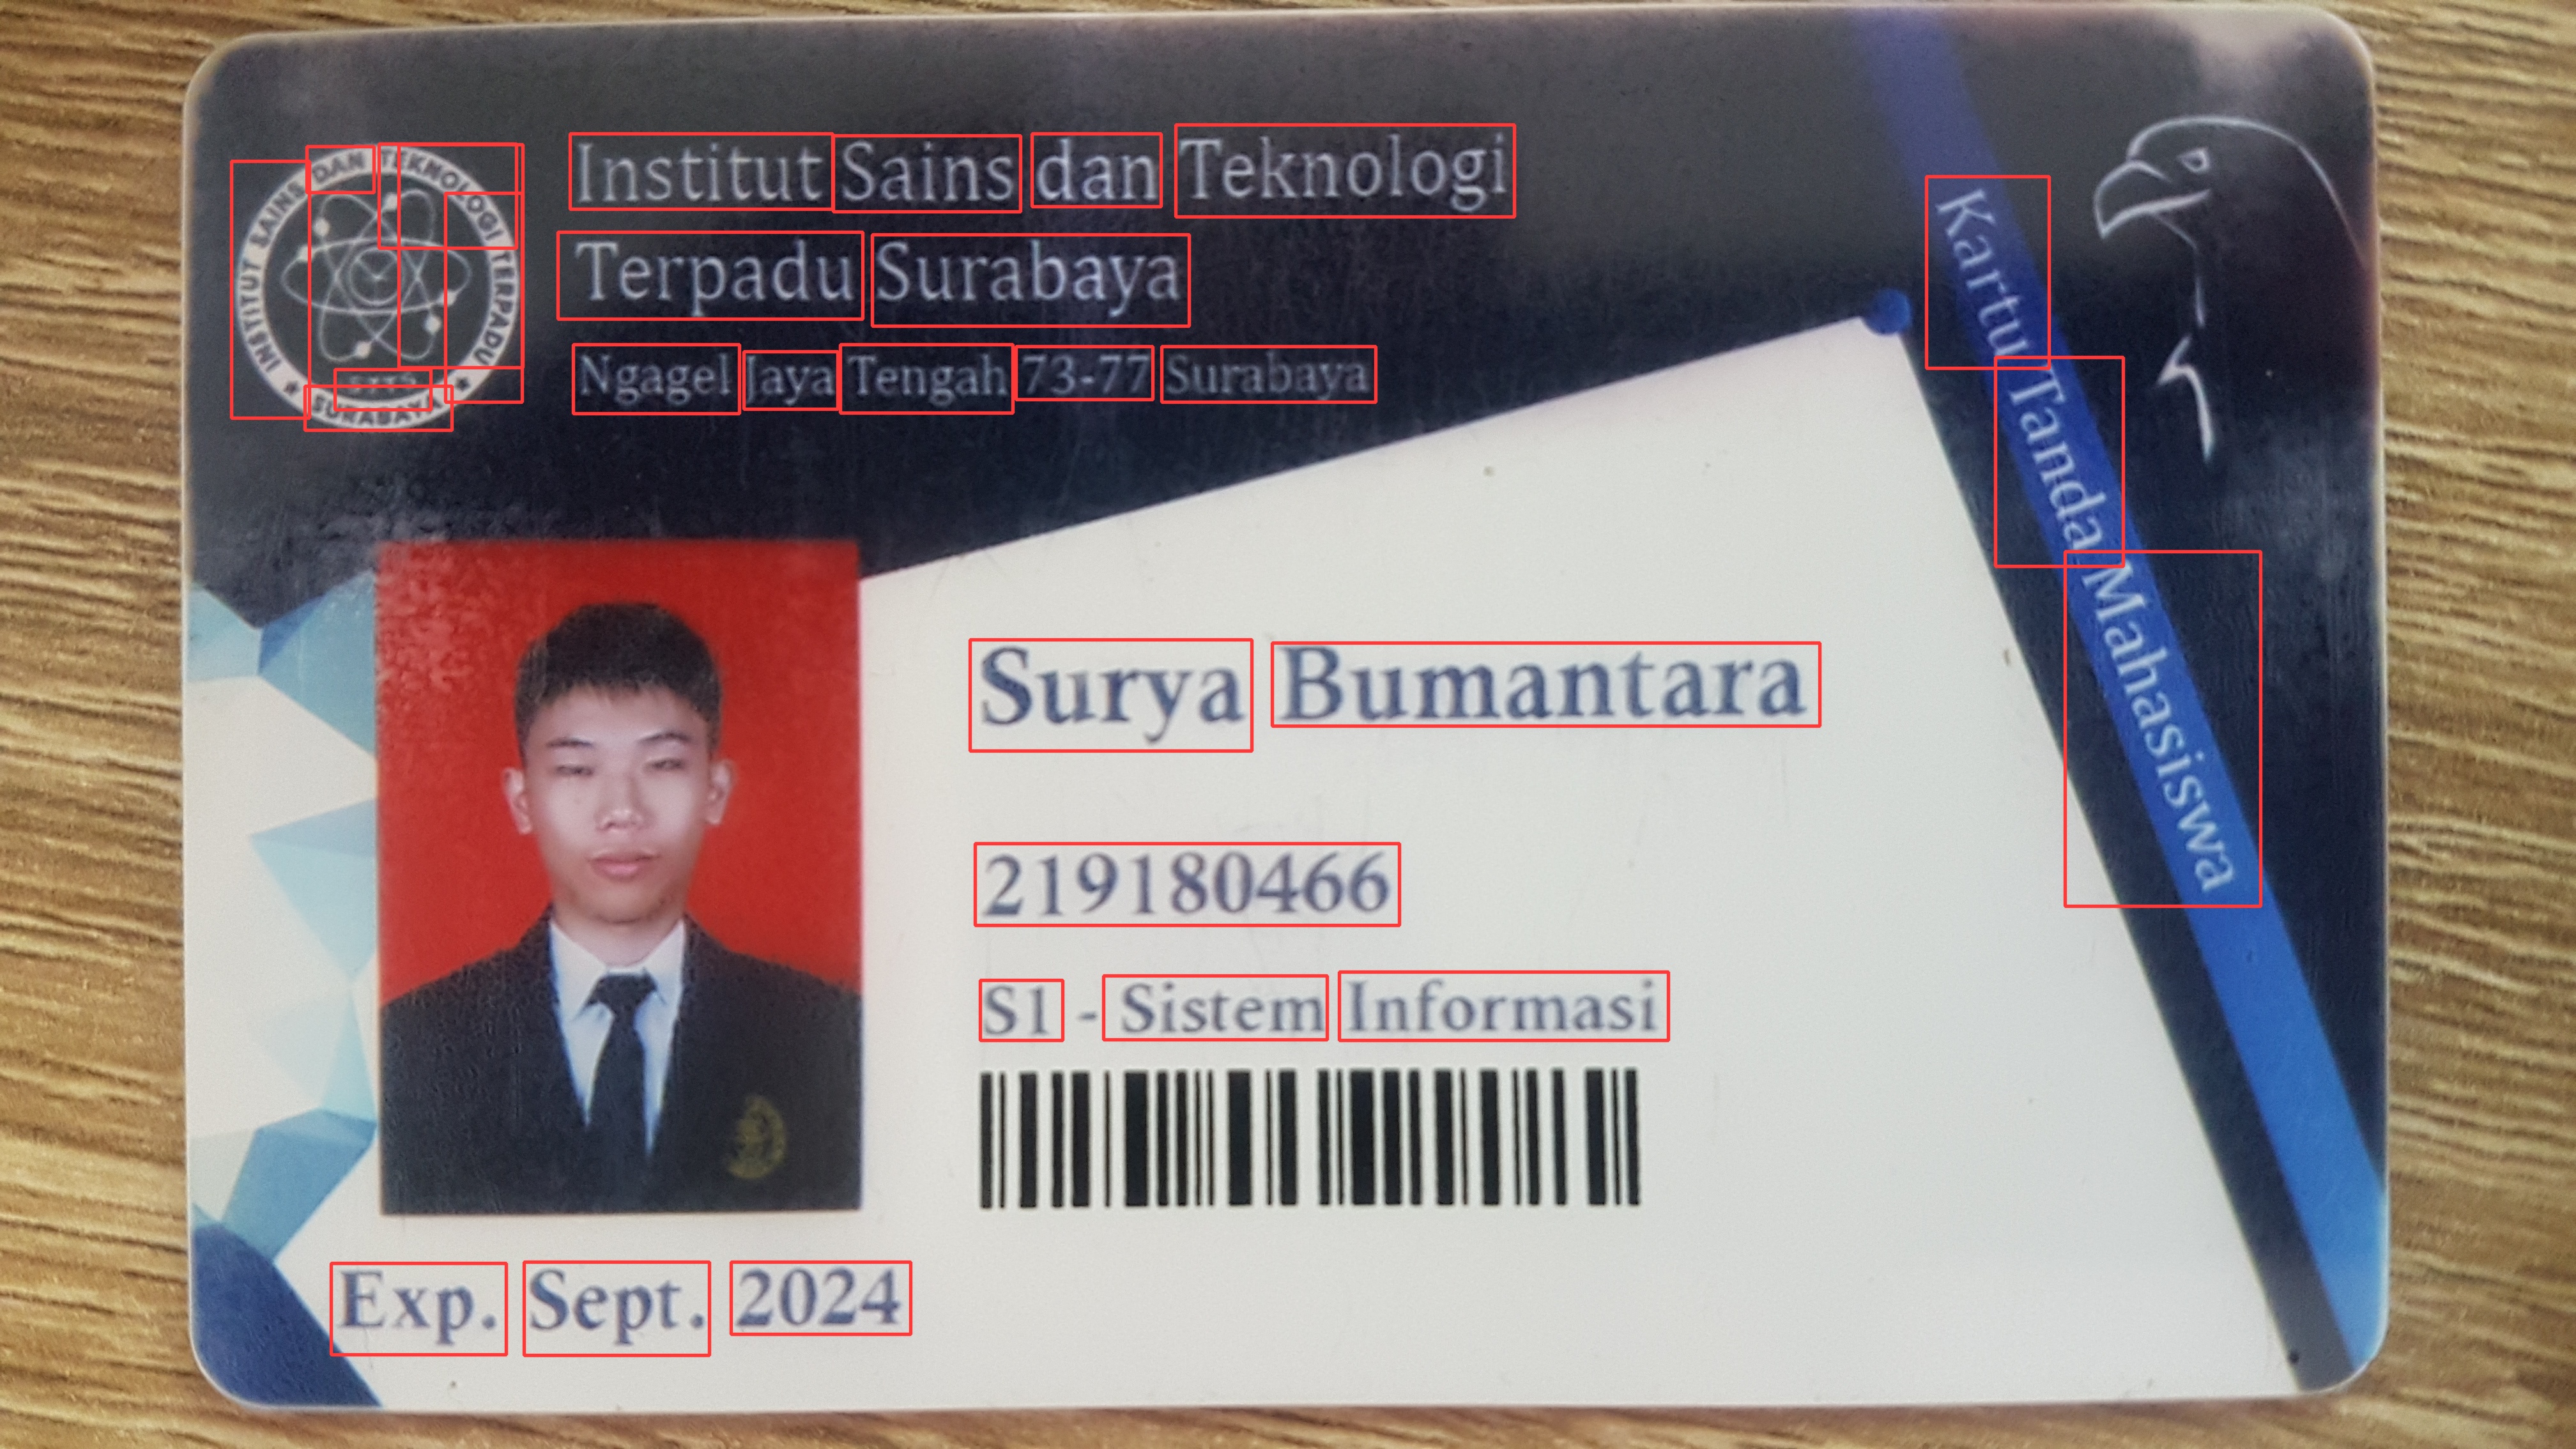 INSTITUT SAINS DAN TEKNOLOGI TERPADU
SURABAYA
Institut Sains dan Teknologi
Terpadu Surabaya
Ngagel Jaya Tengah 73-77 Surabaya
Kartu Tanda Mahasiswa
Surya Bumantara
219180466
S1 - Sistem Informasi
Exp. Sept. 2024